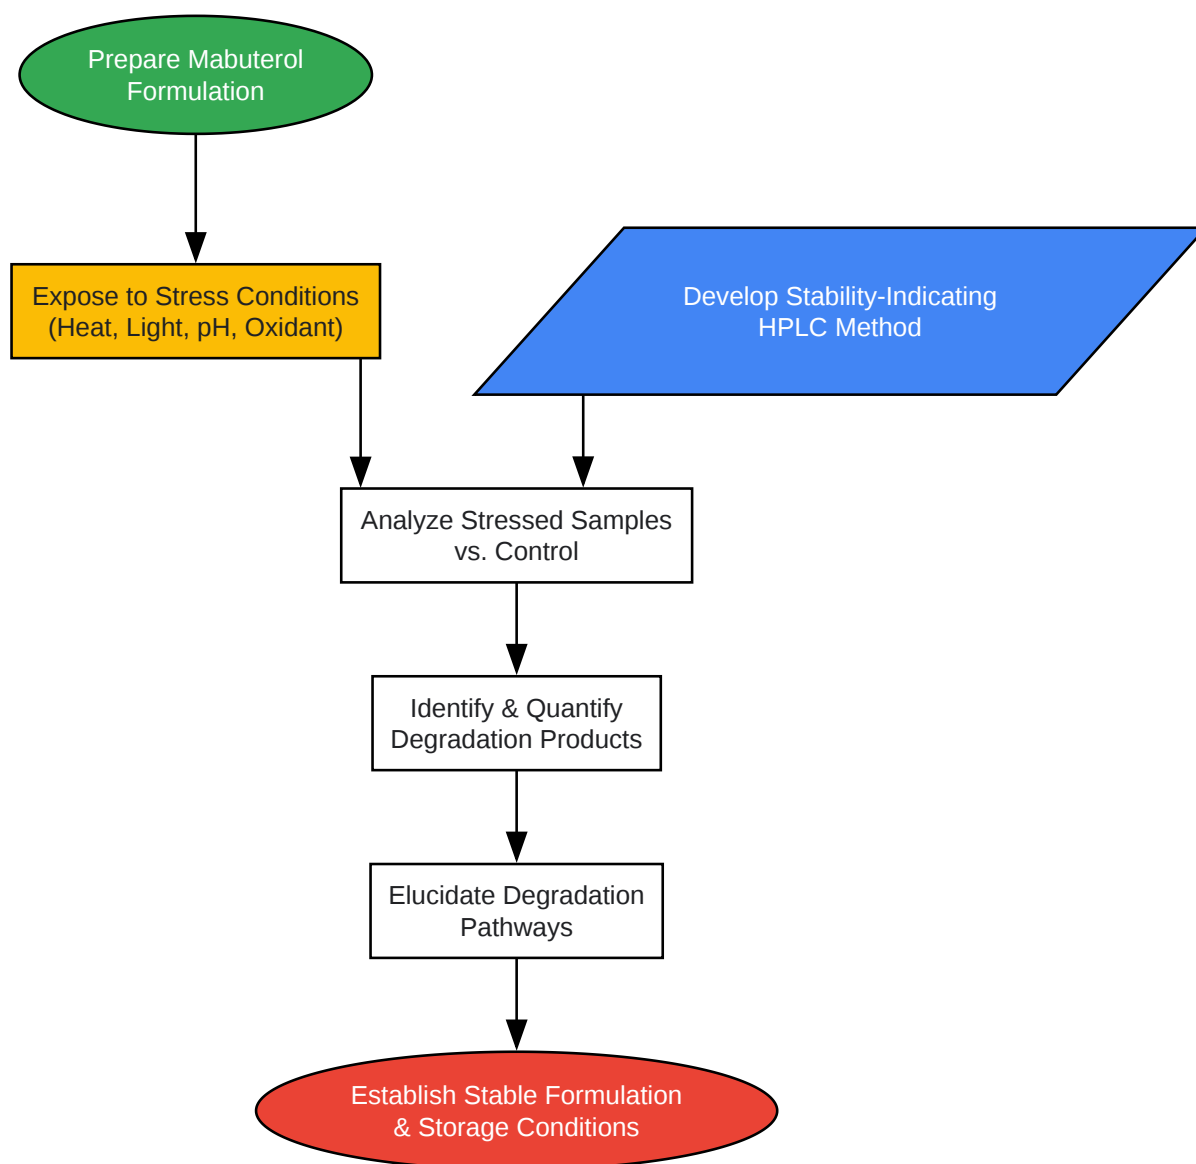 Prepare Mabuterol
Formulation
Expose to Stress Conditions
(Heat, Light, pH, Oxidant)
Develop Stability-Indicating
HPLC Method
Analyze Stressed Samples
vs. Control
Identify & Quantify
Degradation Products
Elucidate Degradation
Pathways
Establish Stable Formulation
& Storage Conditions